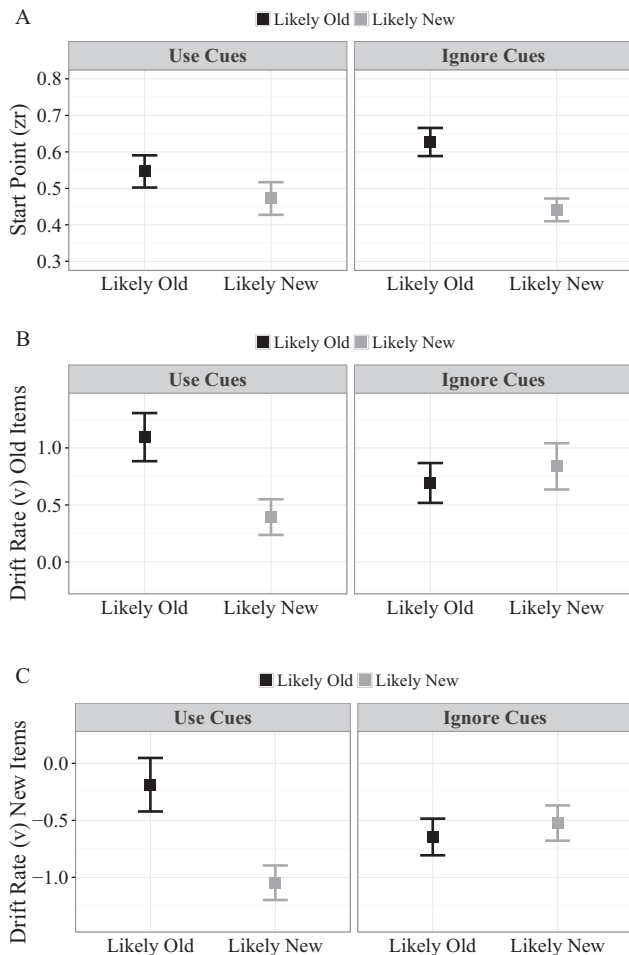 A
Likely Old Likely New
Use Cues Ignore Cues
Start Point (zr)
0.8
0.7
0.6
0.5
0.4
0.3
Likely Old Likely New Likely Old Likely New
B
Likely Old Likely New
Use Cues Ignore Cues
Drift Rate (v) Old Items
1.0
0.5
0.0
Likely Old Likely New Likely Old Likely New
C
Likely Old Likely New
Use Cues Ignore Cues
Drift Rate (v) New Items
0.0
−0.5
−1.0
Likely Old Likely New Likely Old Likely New